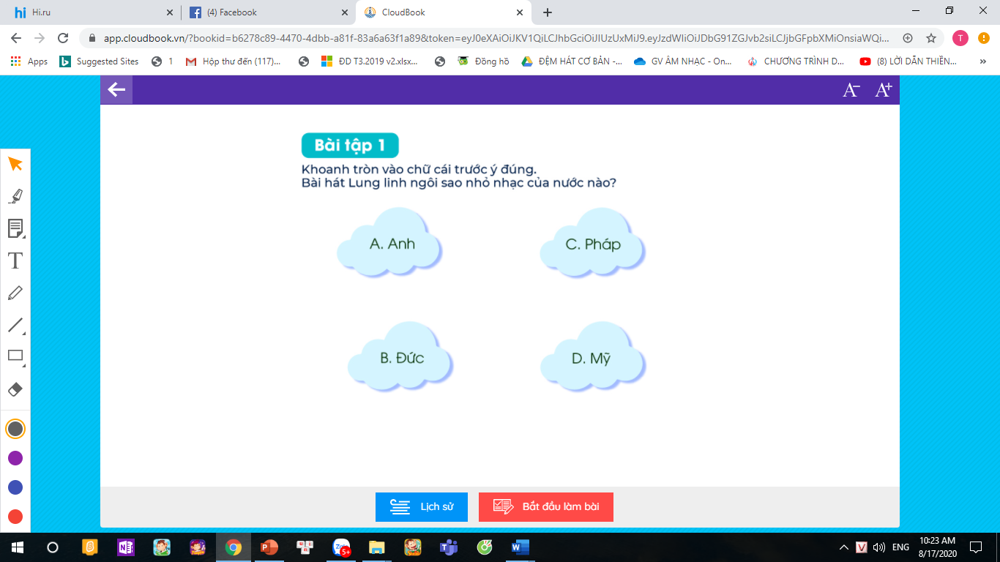 Hi.ru
(4) Facebook
CloudBook
app.cloudbook.vn/?bookid=b6278c89-4470-4dbb-a81f-83a6a63f1a89&token=eyJ0eXAiOiJKV1QiLCJhbGciOiJIUzUxMiJ9.eyJzdWIiOiJDbG91ZGJvb2siLCJjbGFpbXMiOnsiaWQi...
T
Apps
Suggested Sites
1
Hộp thư đến (117)...
ĐD T3.2019 v2.xlsx...
Đồng hồ
ĐỆM HÁT CƠ BẢN -...
GV ÂM NHẠC - On...
CHƯƠNG TRÌNH D...
(8) LỜI DẪN THIỀN...
A- A+
Bài tập 1
Khoanh tròn vào chữ cái trước ý đúng.
Bài hát Lung linh ngôi sao nhỏ nhạc của nước nào?
A. Anh
C. Pháp
B. Đức
D. Mỹ
T
Lịch sử
Bắt đầu làm bài
5+
ENG
10:23 AM
8/17/2020